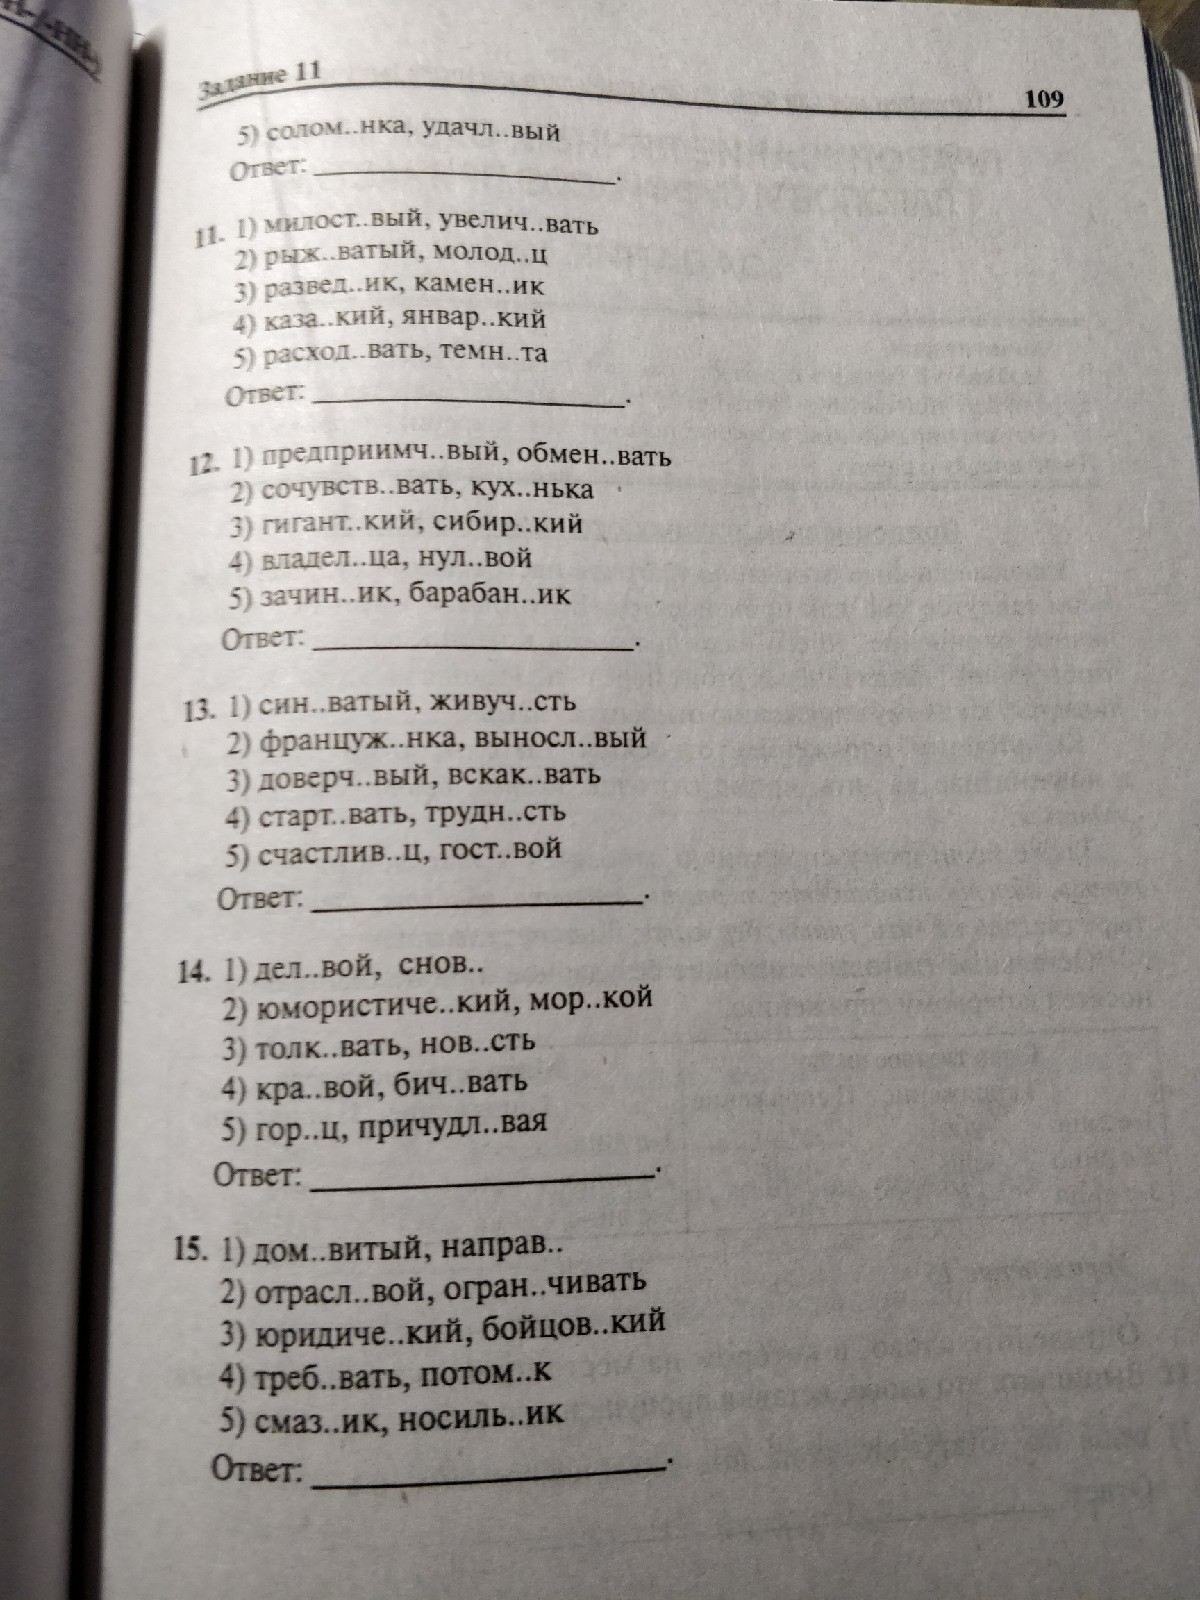 Задание 11
109
5) солом..нка, удачл..вый
Ответ: ____________.
11. 1) милост..вый, увелич..вать
2) рыж..ватый, молод..ц
3) развед..ик, камен..ик
4) каза..кий, январ..кий
5) расход..вать, темн..та
Ответ: ____________.
12. 1) предприимч..вый, обмен..вать
2) сочувств..вать, кух..нька
3) гигант..кий, сибир..кий
4) владел..ца, нул..вой
5) зачин..ик, барабан..ик
Ответ: ____________.
13. 1) син..ватый, живуч..сть
2) француж..нка, выносл..вый
3) доверч..вый, вскак..вать
4) старт..вать, трудн..сть
5) счастлив..ц, гост..вой
Ответ: ____________.
14. 1) дел..вой, снов..
2) юмористиче..кий, мор..кой
3) толк..вать, нов..сть
4) кра..вой, бич..вать
5) гор..ц, причудл..вая
Ответ: ____________.
15. 1) дом..витый, направ..
2) отрасл..вой, огран..чивать
3) юридиче..кий, бойцов..кий
4) треб..вать, потом..к
5) смаз..ик, носиль..ик
Ответ: ____________.